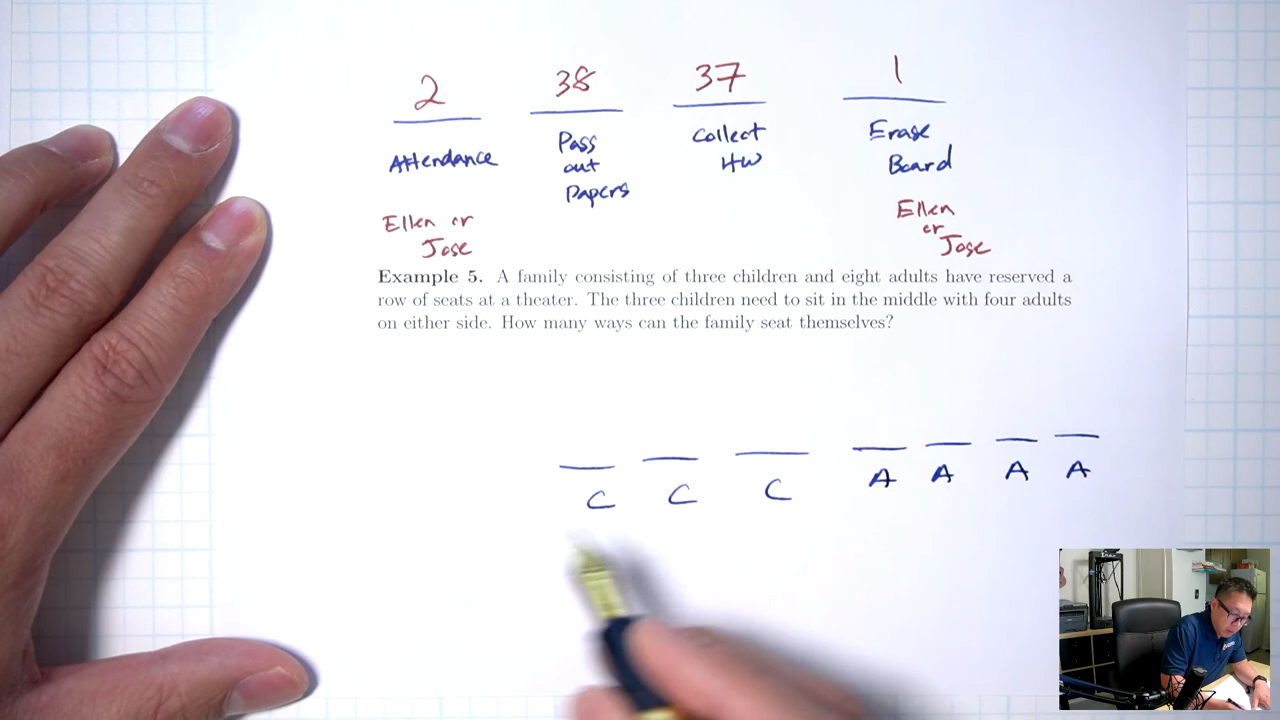 2 38 37 1
Attendance Pass out Papers Collect HW Erase Board
Ellen or Jose Ellen or Jose
Example 5. A family consisting of three children and eight adults have reserved a
row of seats at a theater. The three children need to sit in the middle with four adults
on either side. How many ways can the family seat themselves?
C C C A A A A